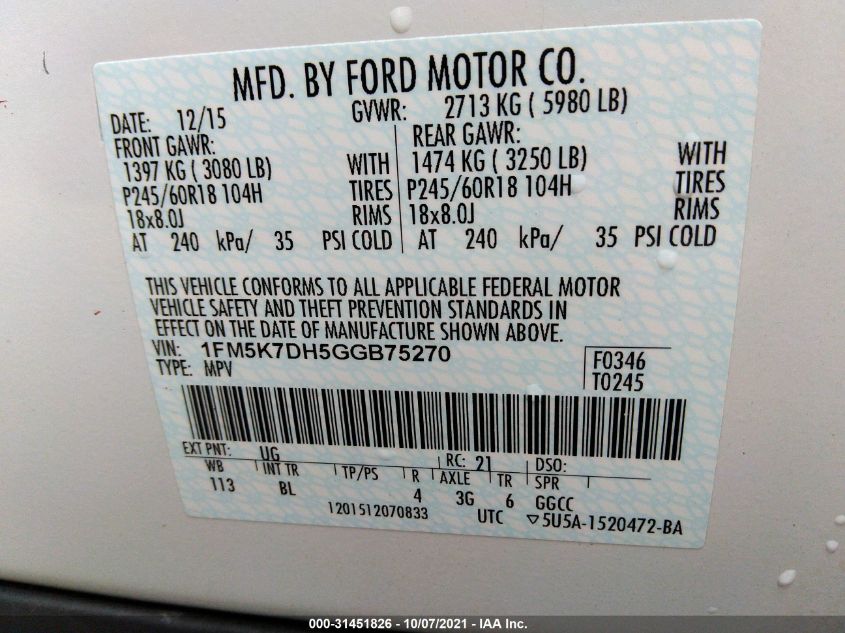 MFD. BY FORD MOTOR CO.
DATE: 12/15 GVWR: 2713 KG ( 5980 LB)
FRONT GAWR: REAR GAWR:
1397 KG ( 3080 LB) WITH 1474 KG ( 3250 LB) WITH
P245/60R18 104H TIRES P245/60R18 104H TIRES
18x8.0J RIMS 18x8.0J RIMS
AT 240 kPa/ 35 PSI COLD AT 240 kPa/ 35 PSI COLD
THIS VEHICLE CONFORMS TO ALL APPLICABLE FEDERAL MOTOR
VEHICLE SAFETY AND THEFT PREVENTION STANDARDS IN
EFFECT ON THE DATE OF MANUFACTURE SHOWN ABOVE.
VIN: 1FM5K7DH5GGB75270 F0346
TYPE: MPV T0245
EXT PNT: UG RC: 21 DSO:
WB INT TR TP/PS R AXLE TR SPR
113 BL 4 3G 6 GGCC
1201512070833 UTC ▽5U5A-1520472-BA
000-31451826 - 10/07/2021 - IAA Inc.